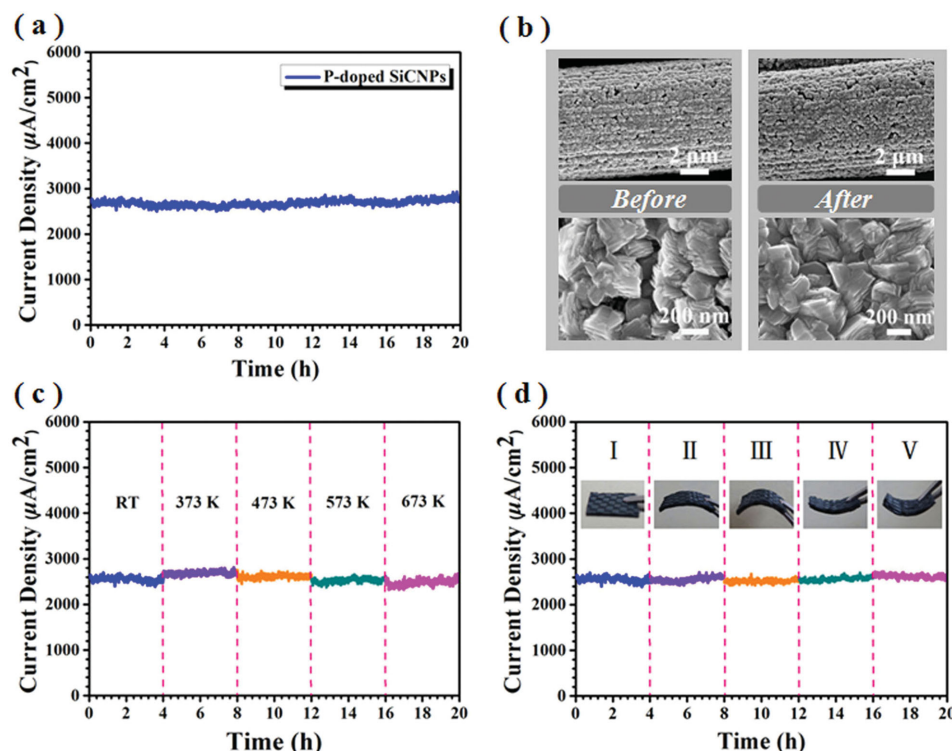 ( a )
6000
5000
4000
3000
2000
1000
0
Current Density μA/cm²
P-doped SiCNPs
0 2 4 6 8 10 12 14 16 18 20
Time (h)
( b )
2 μm
2 μm
Before
After
200 nm
200 nm
( c )
6000
5000
4000
3000
2000
1000
0
Current Density μA/cm²
RT 373 K 473 K 573 K 673 K
0 2 4 6 8 10 12 14 16 18 20
Time (h)
( d )
6000
5000
4000
3000
2000
1000
0
Current Density μA/cm²
Ⅰ Ⅱ Ⅲ Ⅳ Ⅴ
0 2 4 6 8 10 12 14 16 18 20
Time (h)